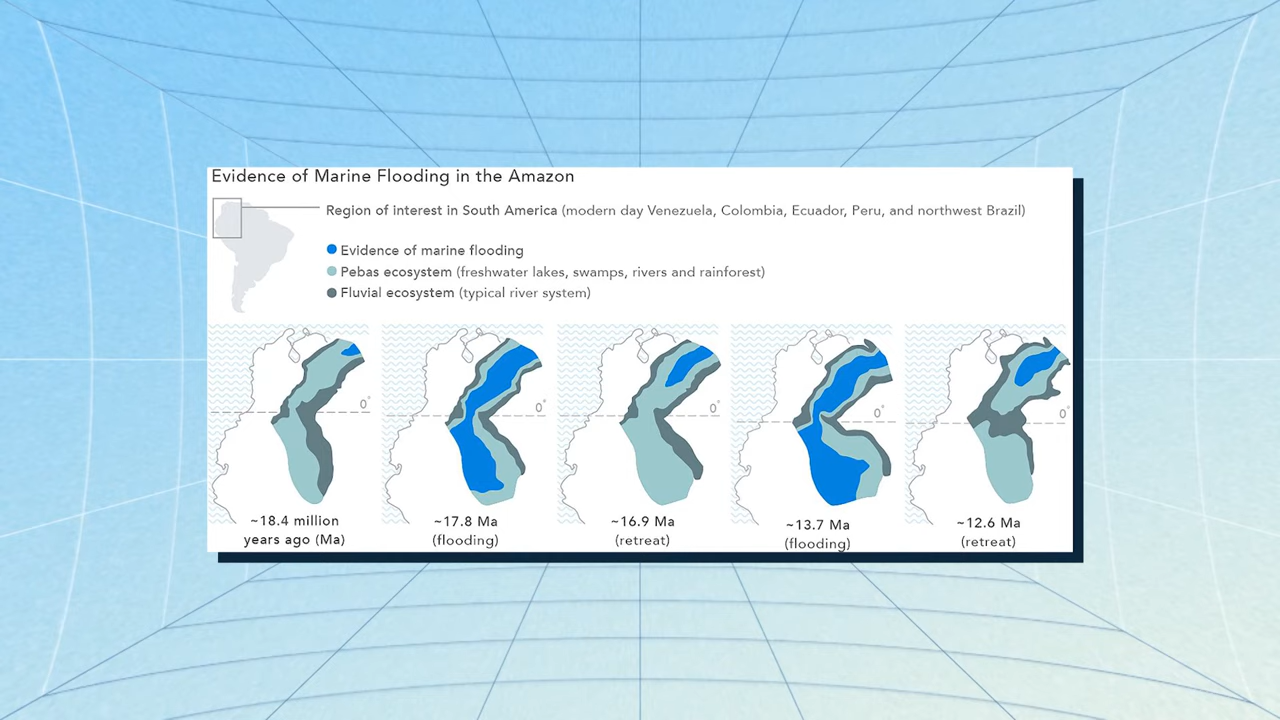 Evidence of Marine Flooding in the Amazon
Region of interest in South America (modern day Venezuela, Colombia, Ecuador, Peru, and northwest Brazil)
Evidence of marine flooding
Pebas ecosystem (freshwater lakes, swamps, rivers and rainforest)
Fluvial ecosystem (typical river system)
0°
0°
0°
0°
0°
~18.4 million
years ago (Ma)
~17.8 Ma
(flooding)
~16.9 Ma
(retreat)
~13.7 Ma
(flooding)
~12.6 Ma
(retreat)